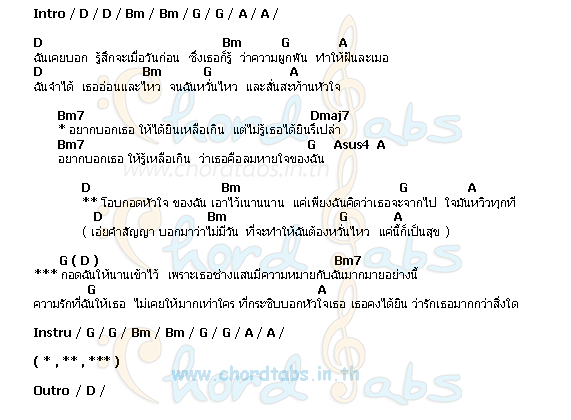 Intro / D / D / Bm / Bm / G / G / A / A /
D Bm G A
ฉันเคยบอก รู้สึกจะเมื่อวันก่อน ซึ่งเธอก็รู้ ว่าความผูกพัน ทำให้ฝันละเมอ
D Bm G A
ฉันจำได้ เธออ่อนและไหว จนฉันหวั่นไหว และสั่นสะท้านหัวใจ
Bm7 Dmaj7
* อยากบอกเธอ ให้ได้ยินเหลือเกิน แต่ไม่รู้เธอได้ยินรึเปล่า
Bm7 G Asus4 A
อยากบอกเธอ ให้รู้เหลือเกิน ว่าเธอคือลมหายใจของฉัน
www.chordtabs.in.th
D Bm G A
** โอบกอดหัวใจ ของฉัน เอาไว้เนานนาน แค่เพียงฉันคิดว่าเธอจะจากไป ใจมันหวิวทุกที
D Bm G A
( เอ่ยคำสัญญา บอกมาว่าไม่มีวัน ที่จะทำให้ฉันต้องหวั่นไหว แค่นี้ก็เป็นสุข )
G ( D ) Bm7
*** กอดฉันให้นานเข้าไว้ เพราะเธอช่างแสนมีความหมายกับฉันมากมายอย่างนี้
G A
ความรักที่ฉันให้เธอ ไม่เคยให้มากเท่าใคร ที่กระซิบบอกหัวใจเธอ เธอคงได้ยิน ว่ารักเธอมากกว่าสิ่งใด
Instru / G / G / Bm / Bm / G / G / A / A /
( * , ** , *** )
www.chordtabs.in.th
Outro / D /